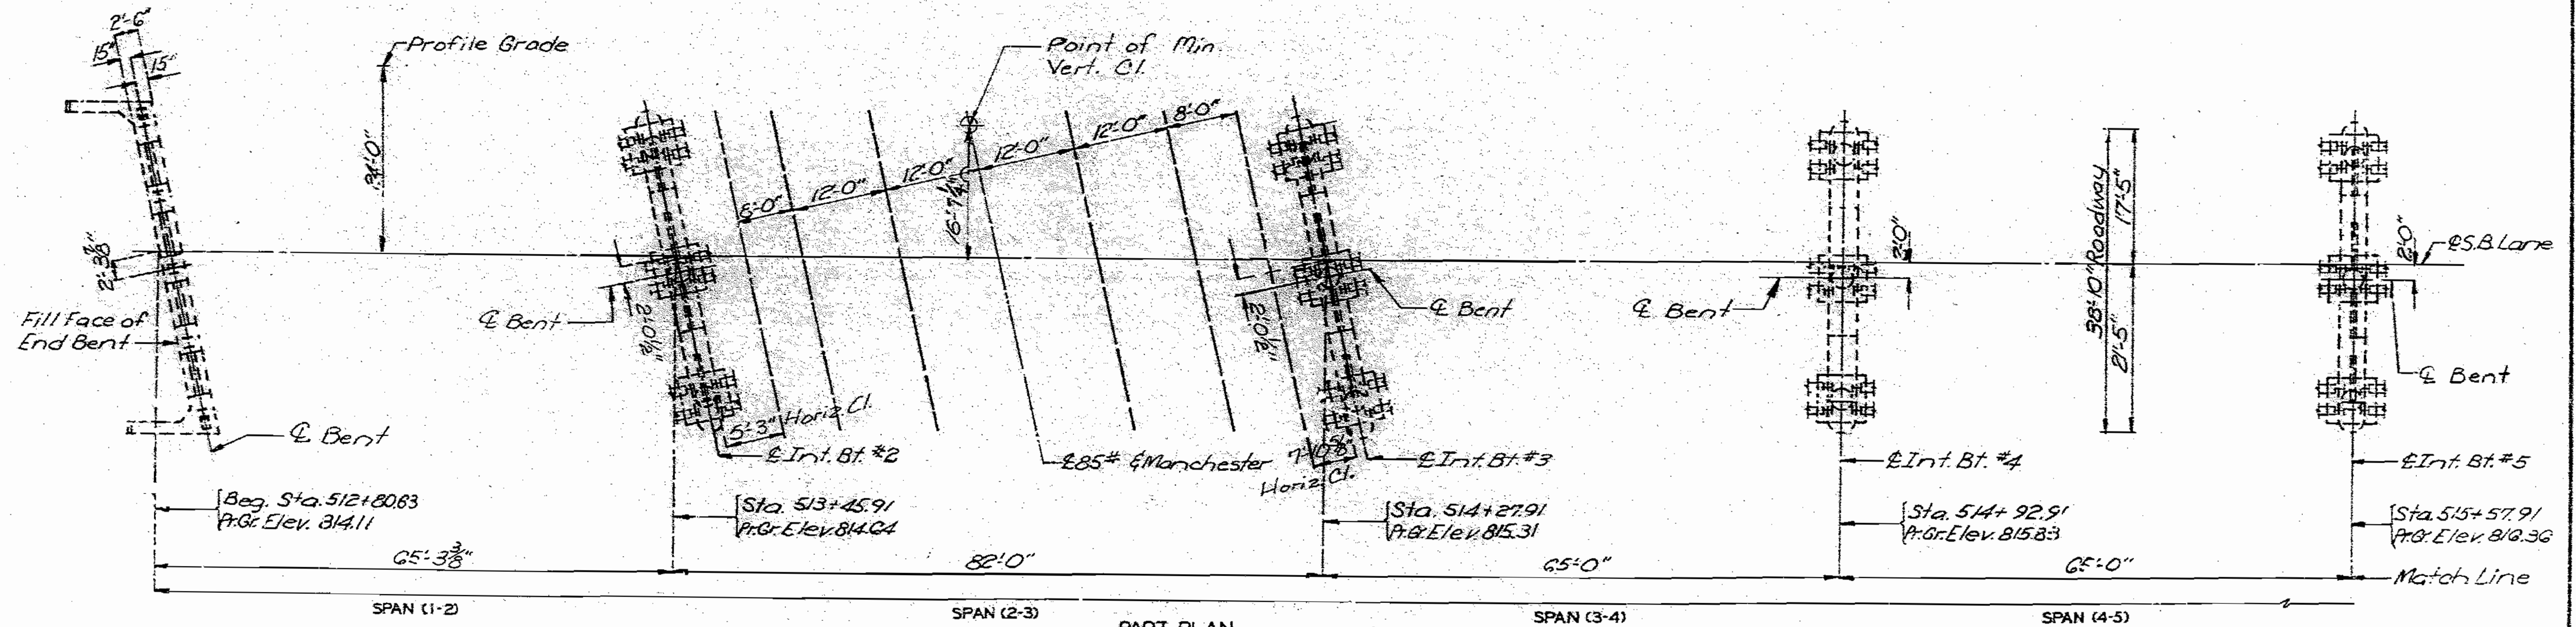 2'-6"
15"
15"
Profile Grade
34'-0"
Point of Min.
Vert. Cl.
8'-0"
12'-0"
12'-0"
12'-0"
12'-0"
8'-0"
16'-7 1/4"
2'-3 7/8"
Fill Face of
End Bent
℄ Bent
℄ Bent
2'-0 1/2"
2'-0 1/2"
℄ Bent
℄ Bent
2'-0"
38'-10" Roadway
17'-5"
21'-5"
2'-0"
℄ S.B. Lane
℄ Bent
5'-3" Horiz. Cl.
℄ Int. Bt. #2
℄ 85# ℄ Manchester
7'-10 5/8"
Horiz. Cl.
℄ Int. Bt. #3
℄ Int. Bt. #4
℄ Int. Bt. #5
Beg. Sta. 512+80.63
Pr. Gr. Elev. 814.11
Sta. 513+45.91
Pr. Gr. Elev. 814.64
Sta. 514+27.91
Pr. Gr. Elev. 815.31
Sta. 514+92.91
Pr. Gr. Elev. 815.83
Sta. 515+57.91
Pr. Gr. Elev. 816.36
65'-3 3/8"
82'-0"
65'-0"
65'-0"
Match Line
SPAN (1-2)
SPAN (2-3)
SPAN (3-4)
SPAN (4-5)
PART PLAN